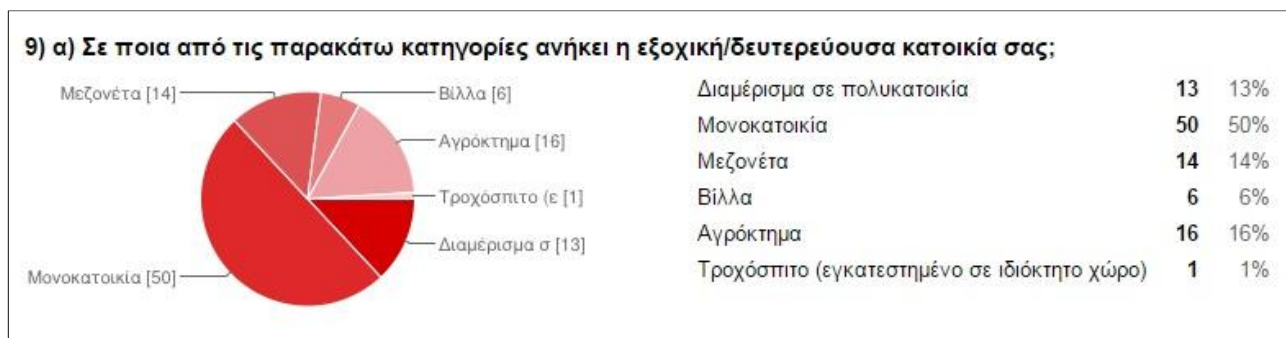 9) α) Σε ποια από τις παρακάτω κατηγορίες ανήκει η εξοχική/δευτερεύουσα κατοικία σας;
Μεζονέτα [14]
Βίλλα [6]
Αγρόκτημα [16]
Τροχόσπιτο (ε [1]
Διαμέρισμα σ [13]
Μονοκατοικία [50]
Διαμέρισμα σε πολυκατοικία 13 13%
Μονοκατοικία 50 50%
Μεζονέτα 14 14%
Βίλλα 6 6%
Αγρόκτημα 16 16%
Τροχόσπιτο (εγκατεστημένο σε ιδιόκτητο χώρο) 1 1%